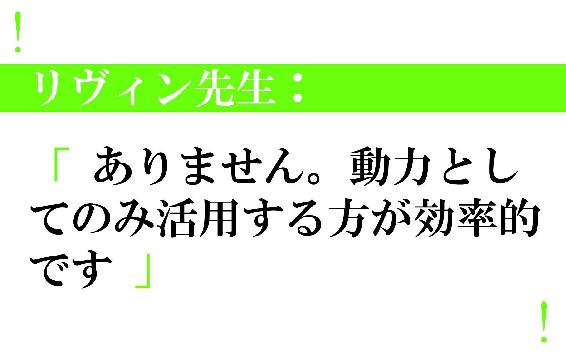 !
リヴィン先生：
「 ありません。動力とし
てのみ活用する方が効率的
です 」
!